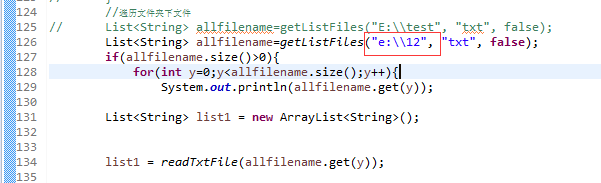 124 //遍历文件夹下文件
125 // List<String> allfilename=getListFiles("E:\\test", "txt", false);
126 List<String> allfilename=getListFiles("e:\\12", "txt", false);
127 if(allfilename.size()>0){
128 for(int y=0;y<allfilename.size();y++){
129 System.out.println(allfilename.get(y));
130
131 List<String> list1 = new ArrayList<String>();
132
133
134 list1 = readTxtFile(allfilename.get(y));
135